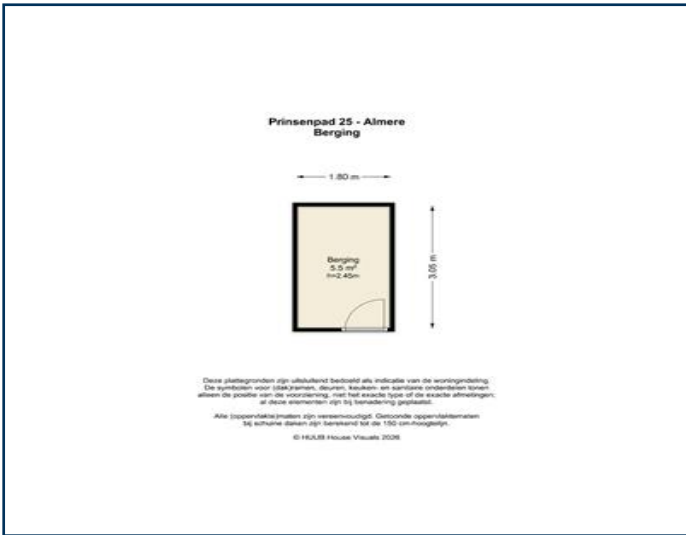 Prinsenpad 25 - Almere
Berging
1.80 m
Berging
5.5 m²
h=2.45m
3.05 m
Deze plattegronden zijn uitsluitend bedoeld als indicatie van de woningindeling.
De symbolen voor (dak)ramen, deuren, keuken- en sanitaire onderdelen tonen
alleen de positie van de voorziening, niet het exacte type of de exacte afmetingen;
al deze elementen zijn bij benadering geplaatst.
Alle (oppervlakte)maten zijn vereenvoudigd. Getoonde oppervlaktematen
bij schuine daken zijn berekend tot de 150 cm-hoogtelijn.
© HUUB House Visuals 2026